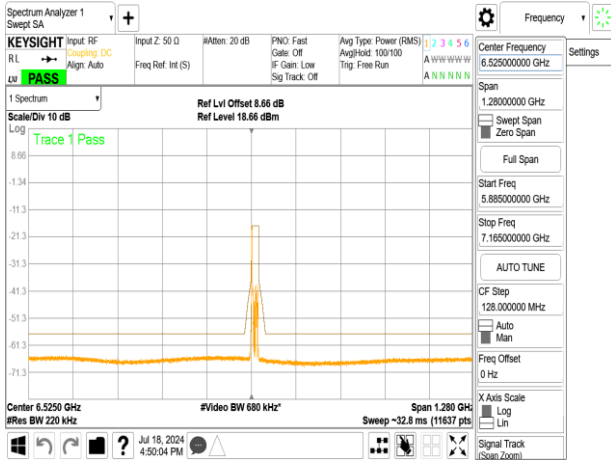 Spectrum Analyzer 1
Swept SA
+
Frequency
KEYSIGHT
Input: RF
Coupling: DC
Align: Auto
Input Z: 50 Ω
Freq Ref: Int (S)
#Atten: 20 dB
PNO: Fast
Gate: Off
IF Gain: Low
Sig Track: Off
Avg Type: Power (RMS)
Avg|Hold: 100/100
Trig: Free Run
1 2 3 4 5 6
A W W W W W
A N N N N N
RL
LXI
PASS
Center Frequency
6.525000000 GHz
Settings
Span
1.28000000 GHz
Swept Span
Zero Span
Full Span
Start Freq
5.885000000 GHz
Stop Freq
7.165000000 GHz
AUTO TUNE
CF Step
128.000000 MHz
Auto
Man
Freq Offset
0 Hz
X Axis Scale
Log
Lin
Signal Track
(Span Zoom)
1 Spectrum
Scale/Div 10 dB
Ref Lvl Offset 8.66 dB
Ref Level 18.66 dBm
Log
Trace 1 Pass
8.66
-1.34
-11.3
-21.3
-31.3
-41.3
-51.3
-61.3
-71.3
Center 6.5250 GHz
#Video BW 680 kHz*
Span 1.280 GHz
#Res BW 220 kHz
Sweep ~32.8 ms (11637 pts
?
Jul 18, 2024
4:50:04 PM